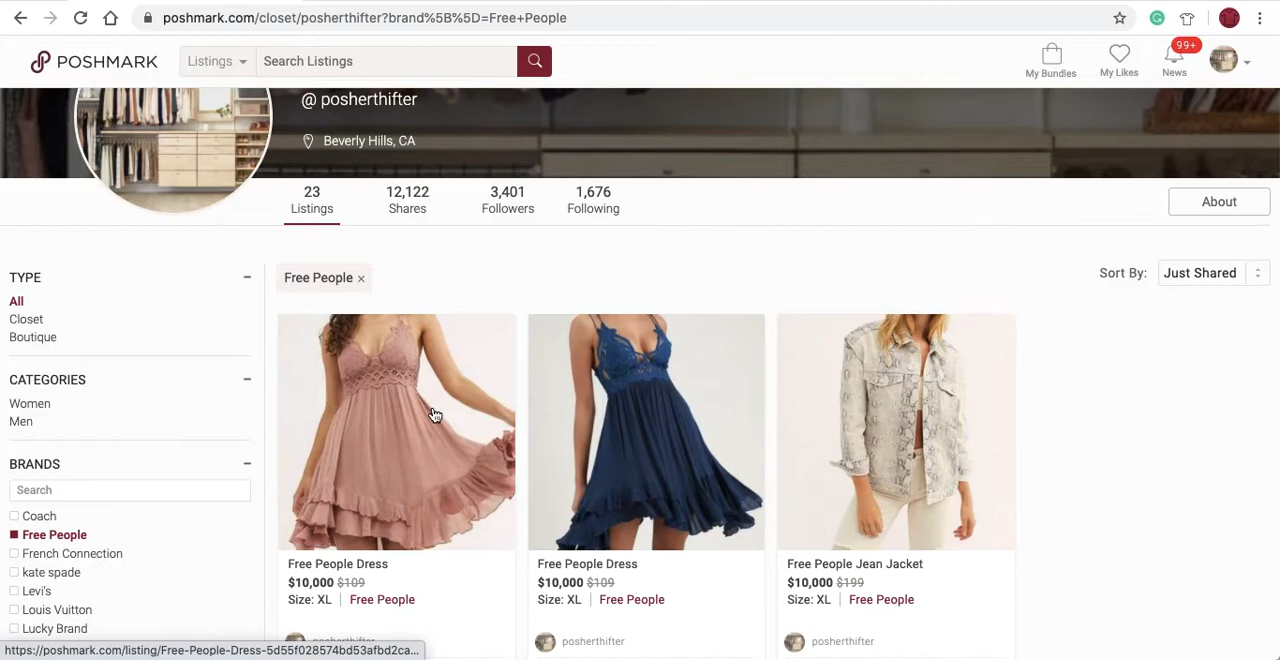 poshmark.com/closet/posherthifter?brand%5B%5D=Free+People
POSHMARK
Listings
Search Listings
My Bundles
My Likes
99+
News
@ posherthifter
Beverly Hills, CA
23
Listings
12,122
Shares
3,401
Followers
1,676
Following
About
TYPE
All
Closet
Boutique
CATEGORIES
Women
Men
BRANDS
Search
Coach
Free People
French Connection
kate spade
Levi's
Louis Vuitton
Lucky Brand
Free People ×
Sort By: Just Shared
Free People Dress
$10,000 $109
Size: XL | Free People
posherthifter
Free People Dress
$10,000 $109
Size: XL | Free People
posherthifter
Free People Jean Jacket
$10,000 $199
Size: XL | Free People
posherthifter
https://poshmark.com/listing/Free-People-Dress-5d55f028574bd53afbd2ca...